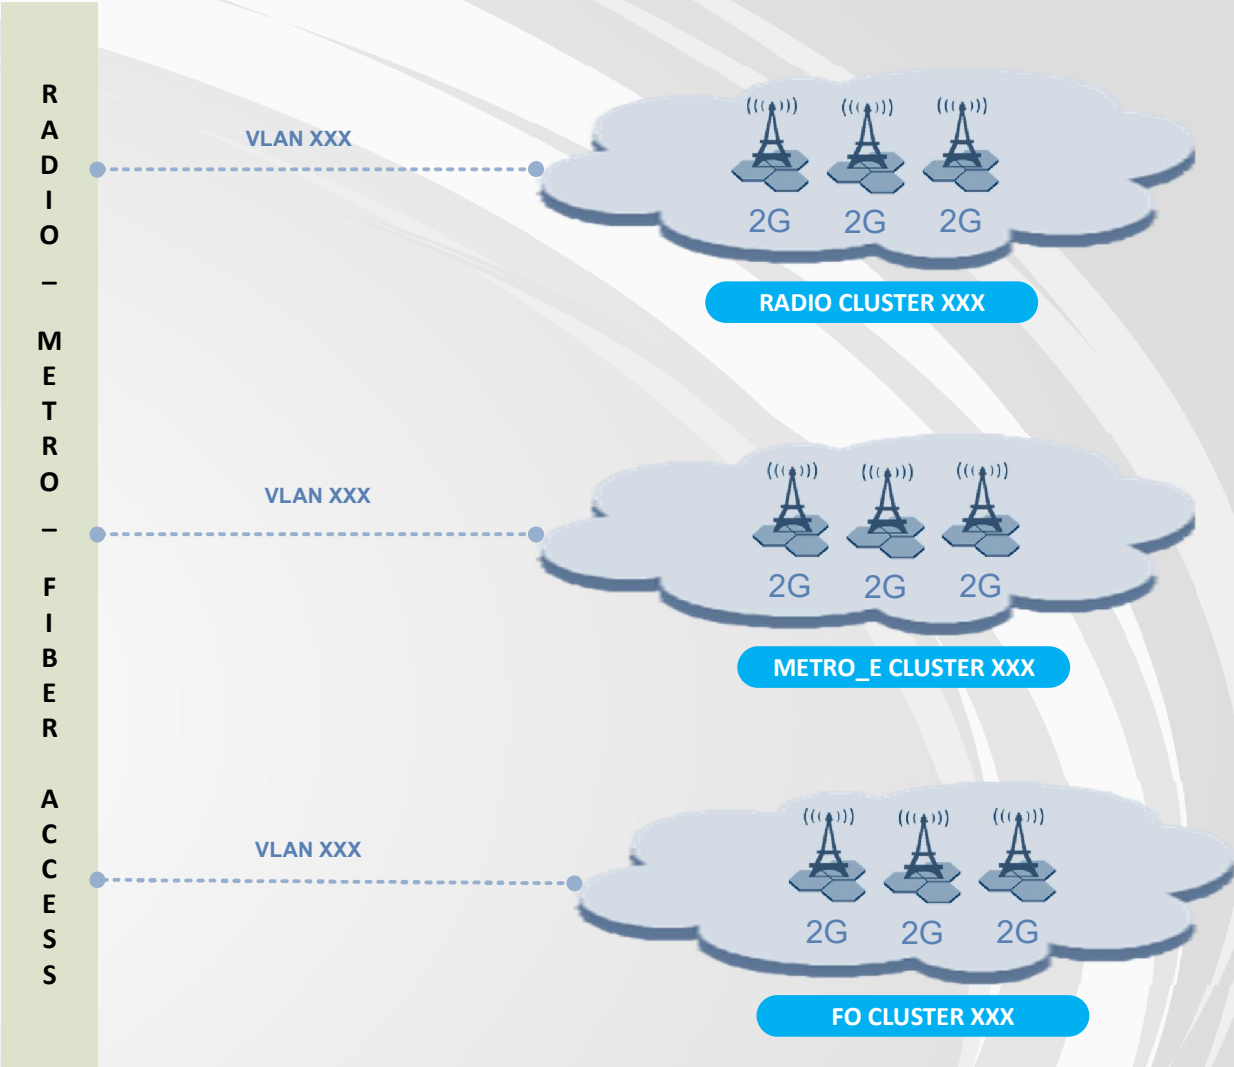 RADIO – METRO – FIBER ACCESS
VLAN XXX
2G 2G 2G
RADIO CLUSTER XXX
VLAN XXX
2G 2G 2G
METRO_E CLUSTER XXX
VLAN XXX
2G 2G 2G
FO CLUSTER XXX